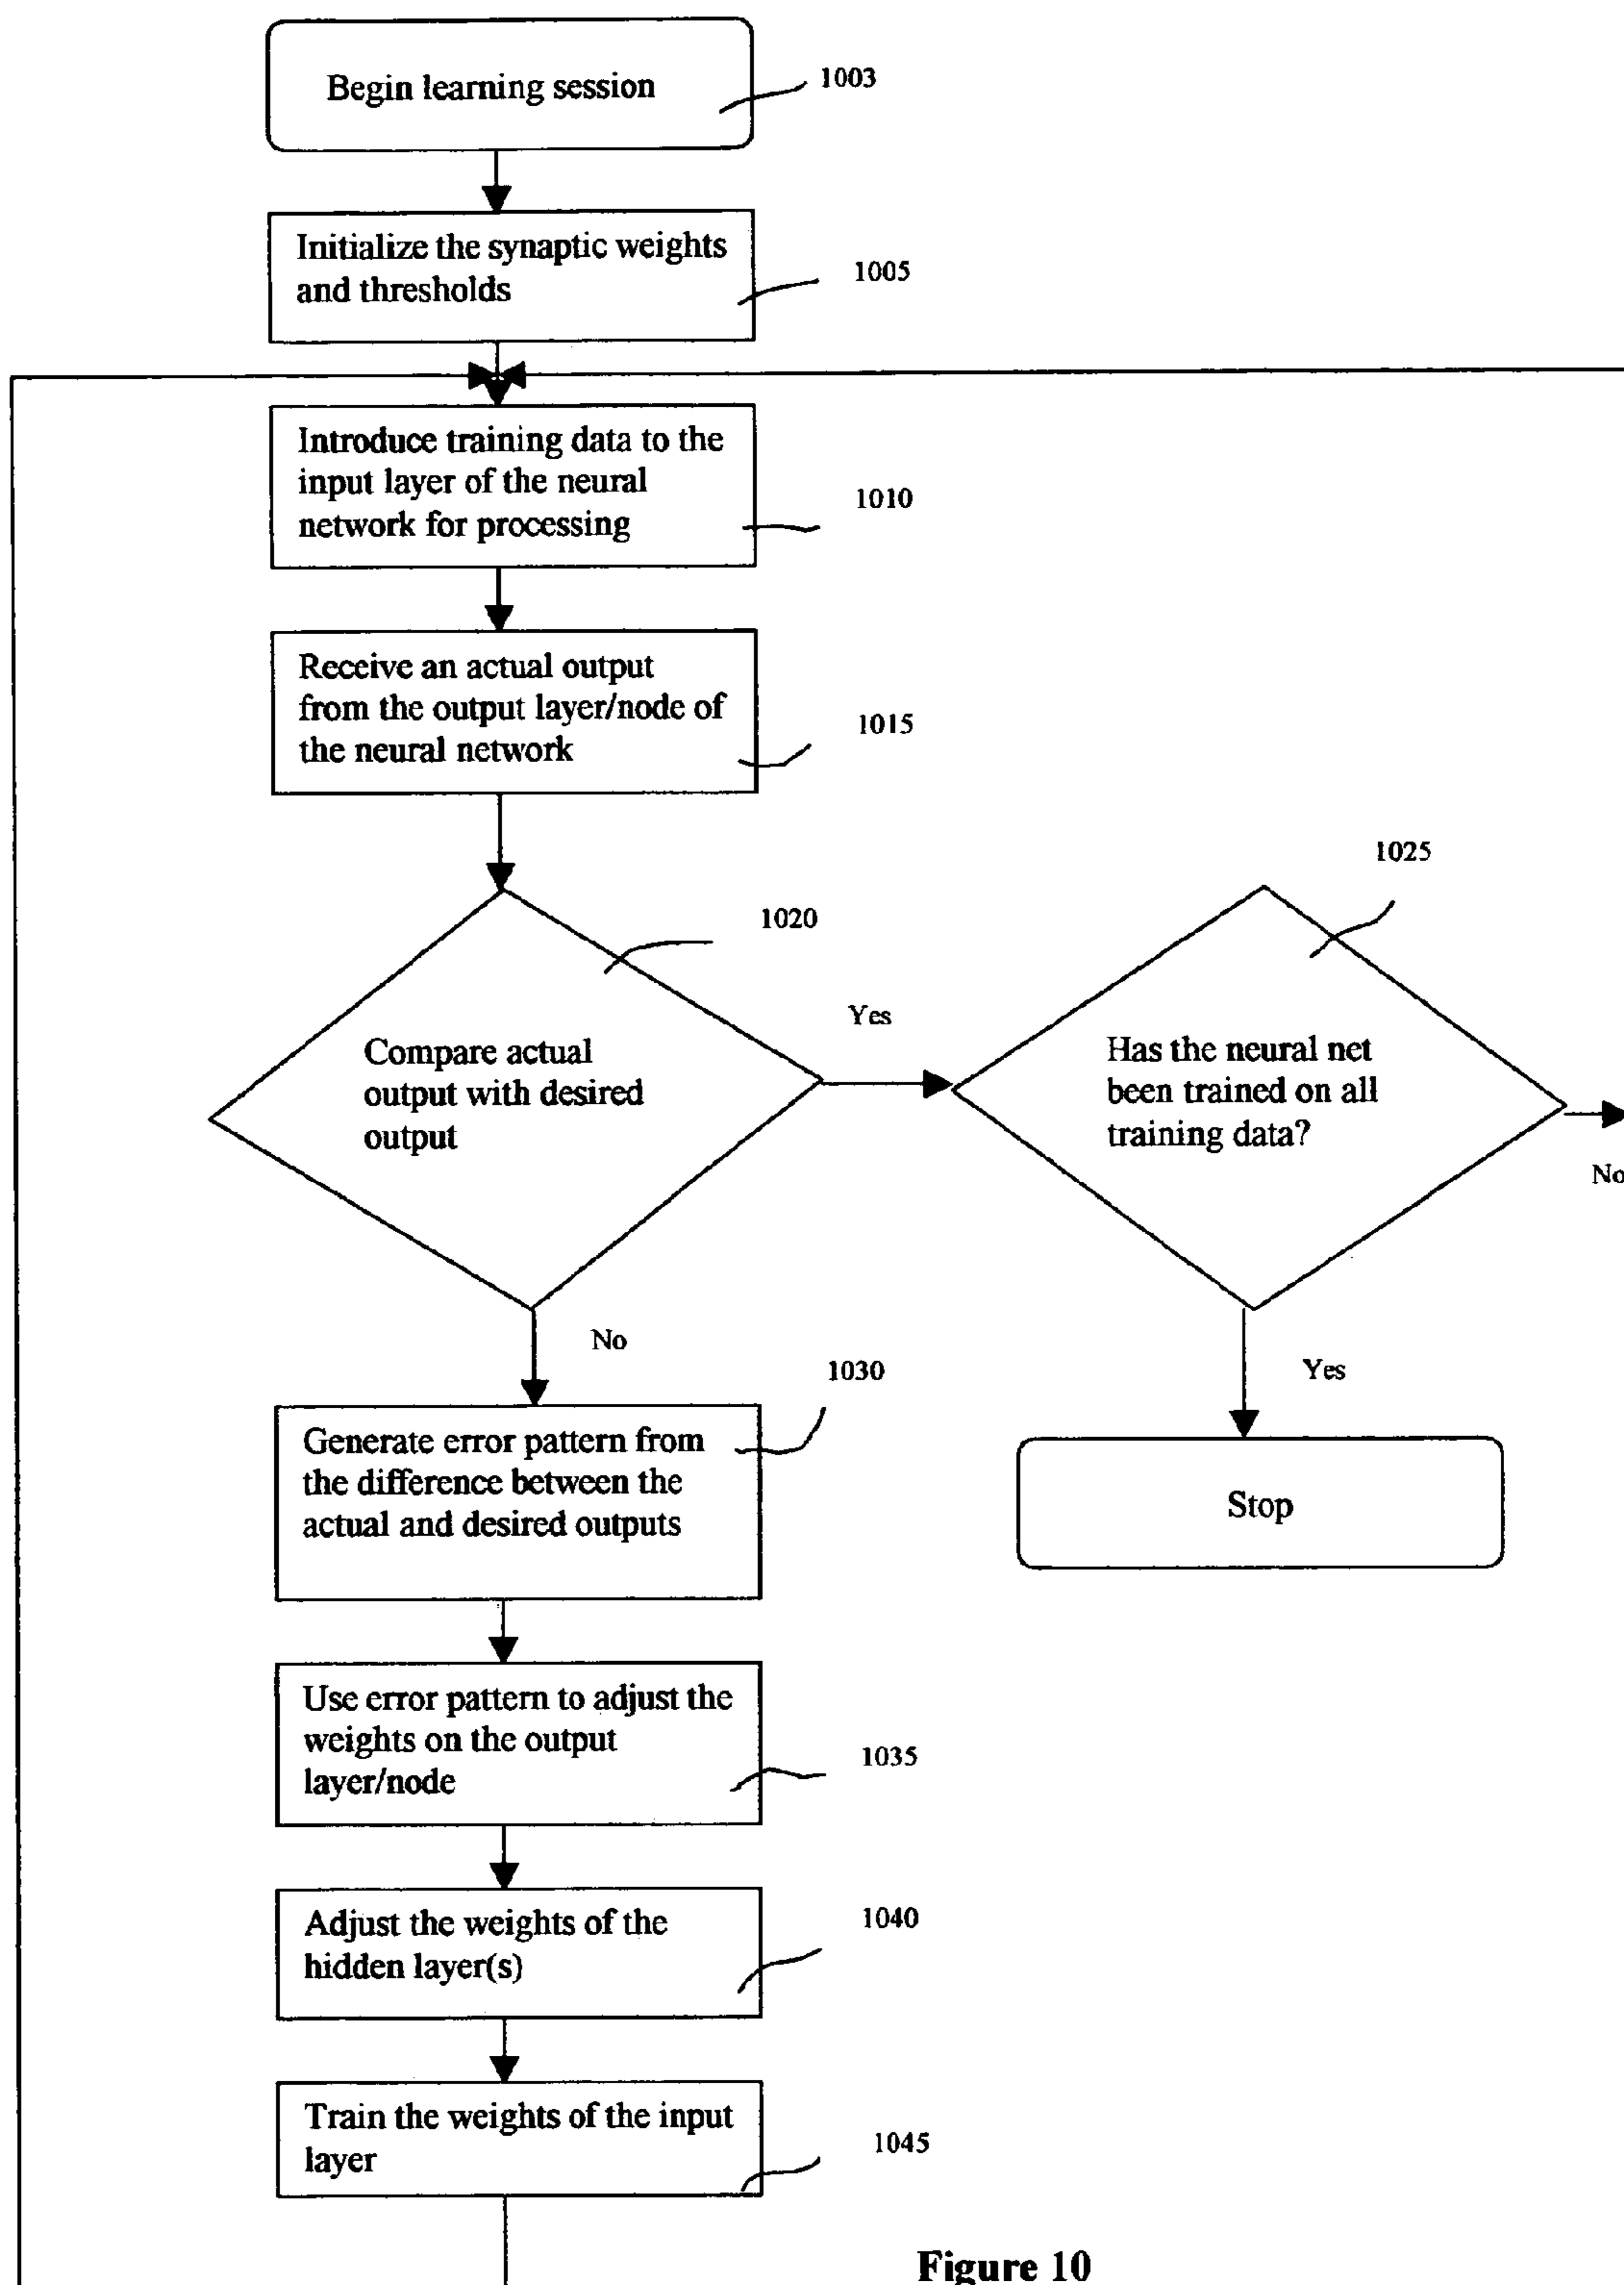 Begin learning session
1003
Initialize the synaptic weights
and thresholds
1005
Introduce training data to the
input layer of the neural
network for processing
1010
Receive an actual output
from the output layer/node of
the neural network
1015
1020
Compare actual
output with desired
output
Yes
1025
Has the neural net
been trained on all
training data?
No
No
Yes
Stop
1030
Generate error pattern from
the difference between the
actual and desired outputs
Use error pattern to adjust the
weights on the output
layer/node
1035
Adjust the weights of the
hidden layer(s)
1040
Train the weights of the input
layer
1045
Figure 10